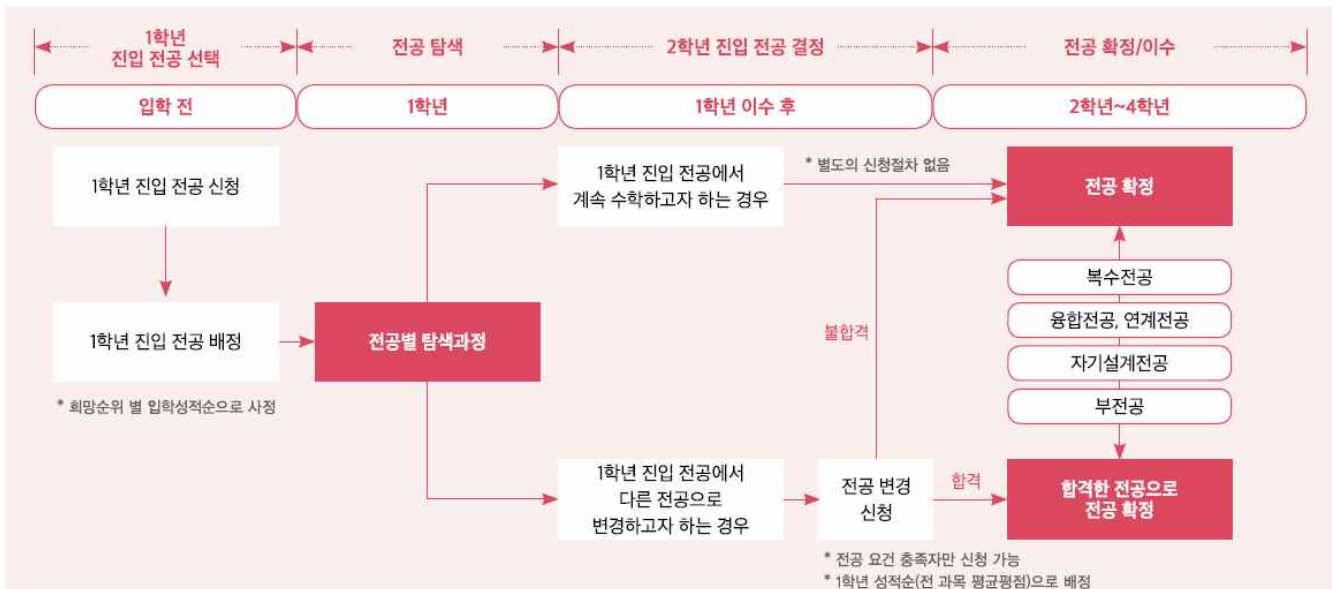 1학년
진입 전공 선택
전공 탐색
2학년 진입 전공 결정
전공 확정/이수
입학 전
1학년
1학년 이수 후
2학년~4학년
1학년 진입 전공 신청
1학년 진입 전공에서
계속 수학하고자 하는 경우
* 별도의 신청절차 없음
전공 확정
복수전공
융합전공, 연계전공
자기설계전공
부전공
1학년 진입 전공 배정
* 희망순위 별 입학성적순으로 사정
전공별 탐색과정
불합격
1학년 진입 전공에서
다른 전공으로
변경하고자 하는 경우
전공 변경
신청
합격
합격한 전공으로
전공 확정
* 전공 요건 충족자만 신청 가능
* 1학년 성적순(전 과목 평균평점)으로 배정